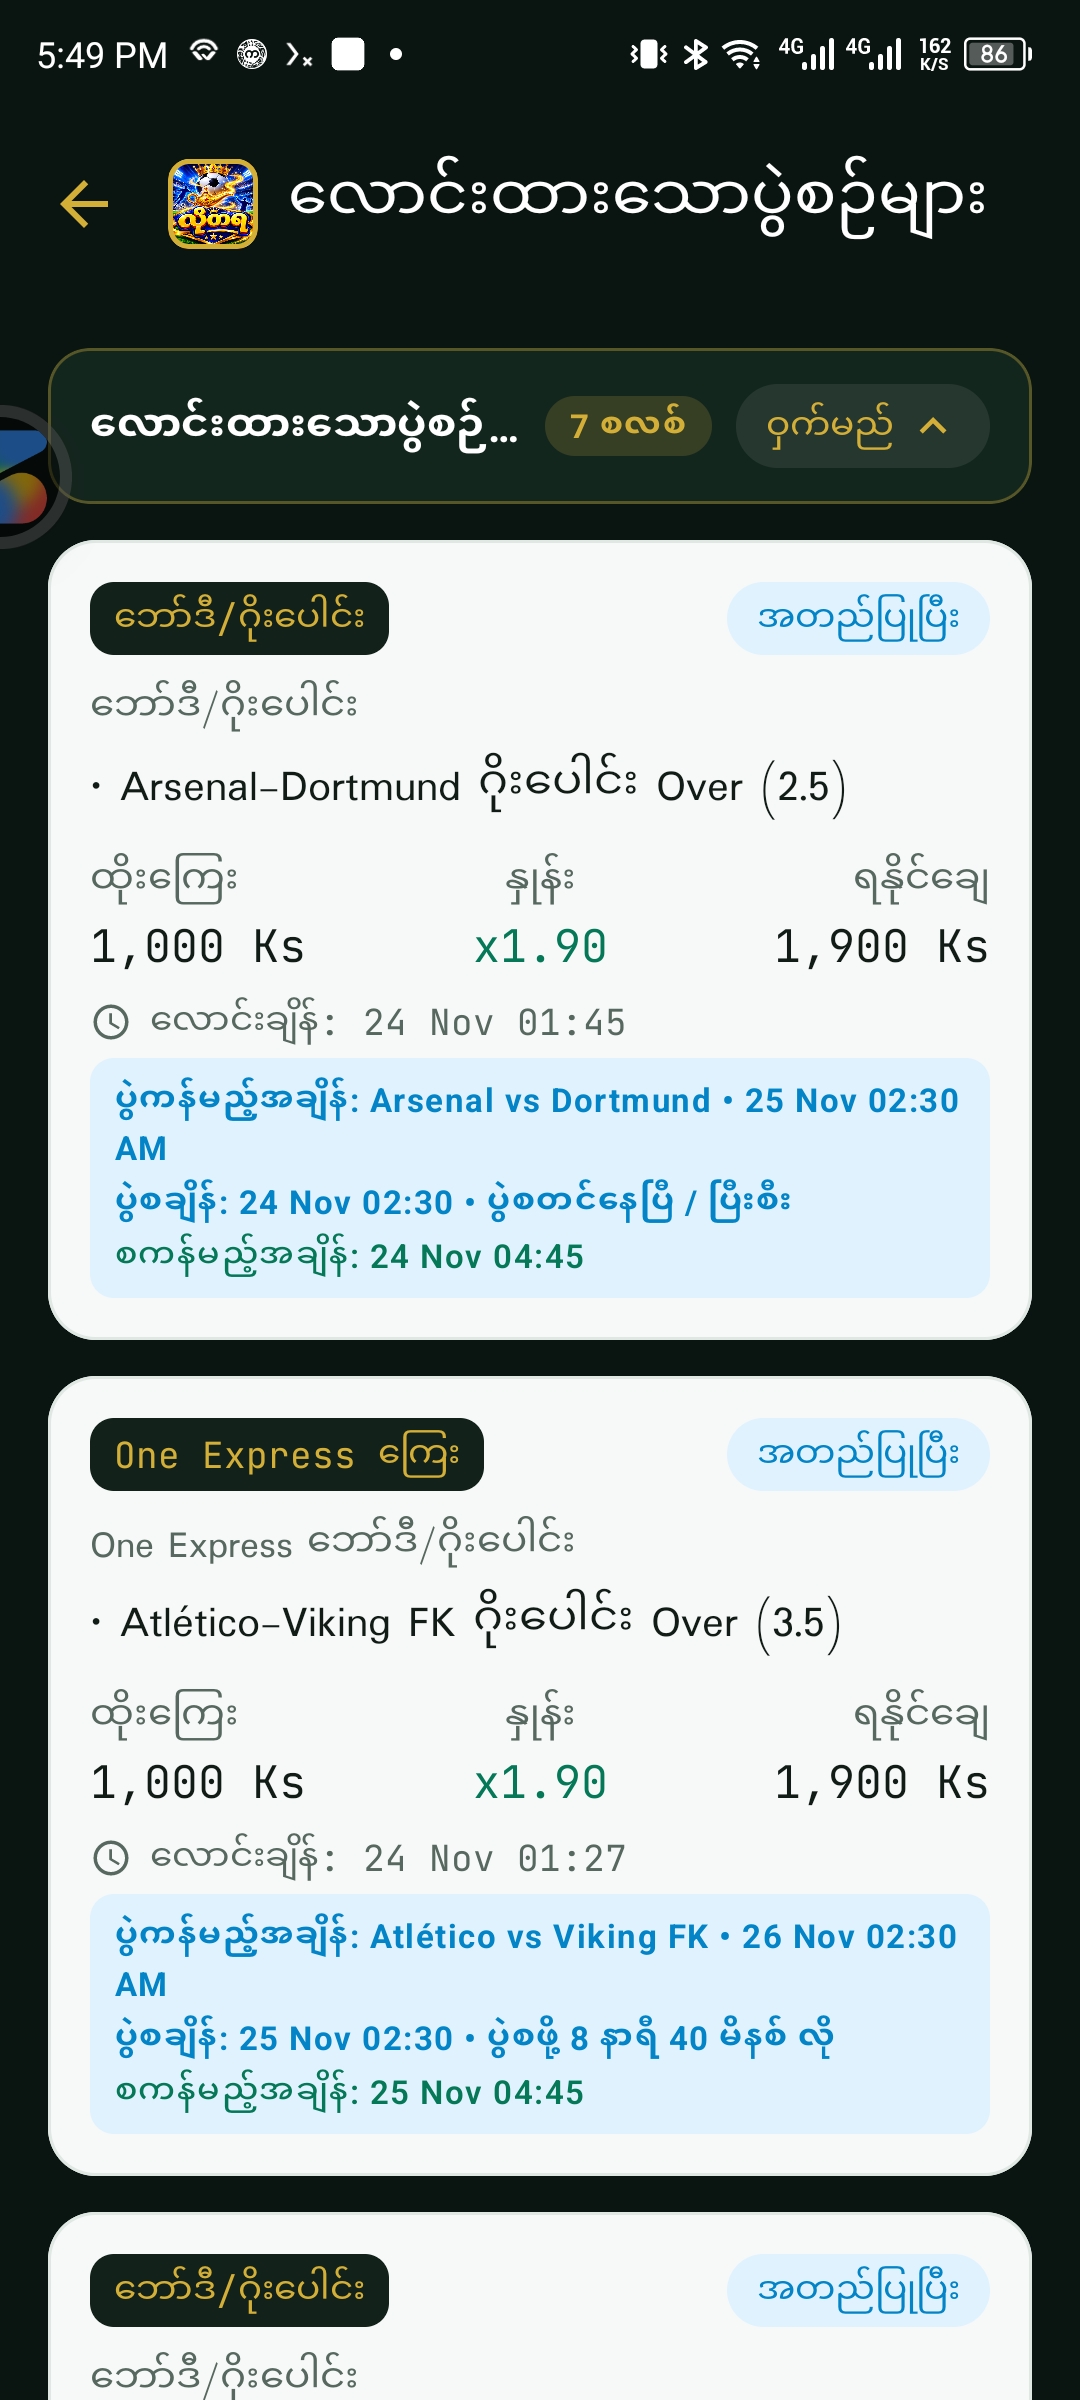 5:49 PM
4G 4G 162 K/S 86
လိုတရ
လောင်းထားသောပွဲစဉ်များ
လောင်းထားသောပွဲစဉ်... 7 စလစ် ဝှက်မည်
ဘော်ဒီ/ဂိုးပေါင်း အတည်ပြုပြီး
ဘော်ဒီ/ဂိုးပေါင်း
• Arsenal–Dortmund ဂိုးပေါင်း Over (2.5)
ထိုးကြေး နှုန်း ရနိုင်ချေ
1,000 Ks x1.90 1,900 Ks
လောင်းချိန်: 24 Nov 01:45
ပွဲကန်မည့်အချိန်: Arsenal vs Dortmund • 25 Nov 02:30
AM
ပွဲစချိန်: 24 Nov 02:30 • ပွဲစတင်နေပြီ / ပြီးစီး
စကန်မည့်အချိန်: 24 Nov 04:45
One Express ကြေး အတည်ပြုပြီး
One Express ဘော်ဒီ/ဂိုးပေါင်း
• Atlético–Viking FK ဂိုးပေါင်း Over (3.5)
ထိုးကြေး နှုန်း ရနိုင်ချေ
1,000 Ks x1.90 1,900 Ks
လောင်းချိန်: 24 Nov 01:27
ပွဲကန်မည့်အချိန်: Atlético vs Viking FK • 26 Nov 02:30
AM
ပွဲစချိန်: 25 Nov 02:30 • ပွဲစဖို့ 8 နာရီ 40 မိနစ် လို
စကန်မည့်အချိန်: 25 Nov 04:45
ဘော်ဒီ/ဂိုးပေါင်း အတည်ပြုပြီး
ဘော်ဒီ/ဂိုးပေါင်း